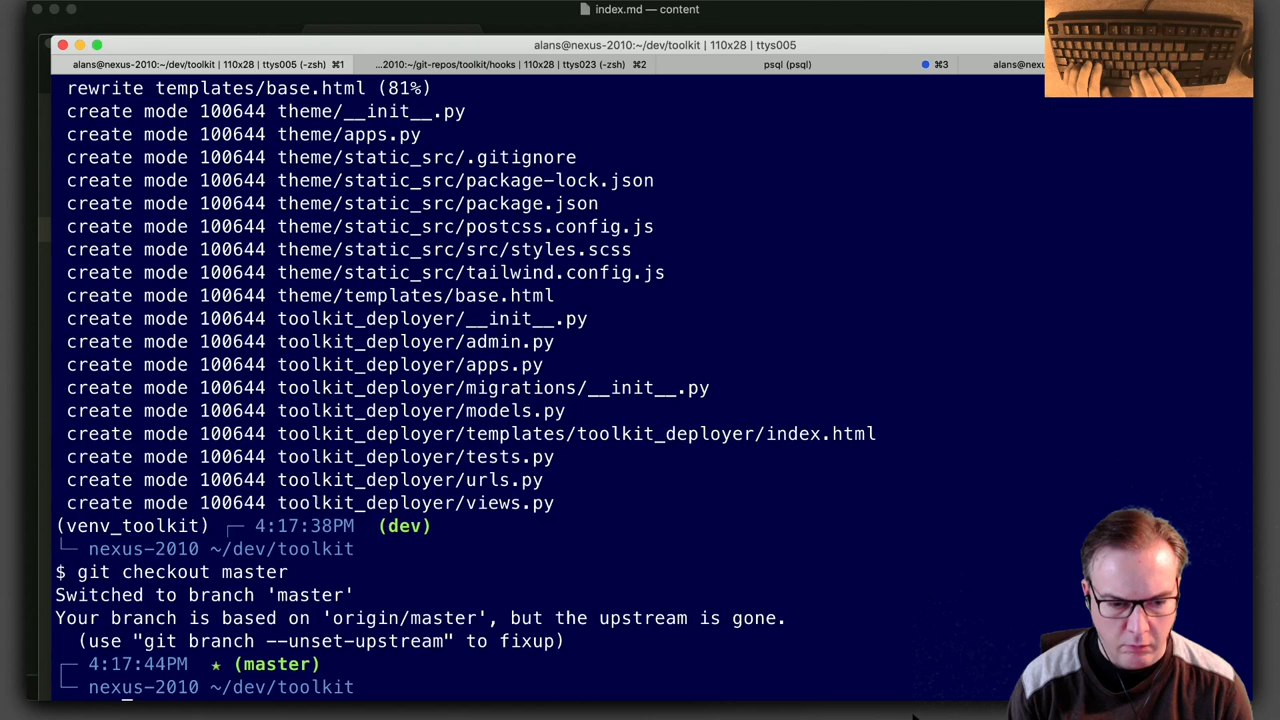 index.md — content
alans@nexus-2010:~/dev/toolkit | 110x28 | ttys005
alans@nexus-2010:~/dev/toolkit | 110x28 | ttys005 (-zsh) ⌘1
...2010:~/git-repos/toolkit/hooks | 110x28 | ttys023 (-zsh) ⌘2
psql (psql)
⌘3
alans@nexus
rewrite templates/base.html (81%)
create mode 100644 theme/__init__.py
create mode 100644 theme/apps.py
create mode 100644 theme/static_src/.gitignore
create mode 100644 theme/static_src/package-lock.json
create mode 100644 theme/static_src/package.json
create mode 100644 theme/static_src/postcss.config.js
create mode 100644 theme/static_src/src/styles.scss
create mode 100644 theme/static_src/tailwind.config.js
create mode 100644 theme/templates/base.html
create mode 100644 toolkit_deployer/__init__.py
create mode 100644 toolkit_deployer/admin.py
create mode 100644 toolkit_deployer/apps.py
create mode 100644 toolkit_deployer/migrations/__init__.py
create mode 100644 toolkit_deployer/models.py
create mode 100644 toolkit_deployer/templates/toolkit_deployer/index.html
create mode 100644 toolkit_deployer/tests.py
create mode 100644 toolkit_deployer/urls.py
create mode 100644 toolkit_deployer/views.py
(venv_toolkit) ┌─ 4:17:38PM (dev)
└─ nexus-2010 ~/dev/toolkit
$ git checkout master
Switched to branch 'master'
Your branch is based on 'origin/master', but the upstream is gone.
(use "git branch --unset-upstream" to fixup)
┌─ 4:17:44PM ★ (master)
└─ nexus-2010 ~/dev/toolkit